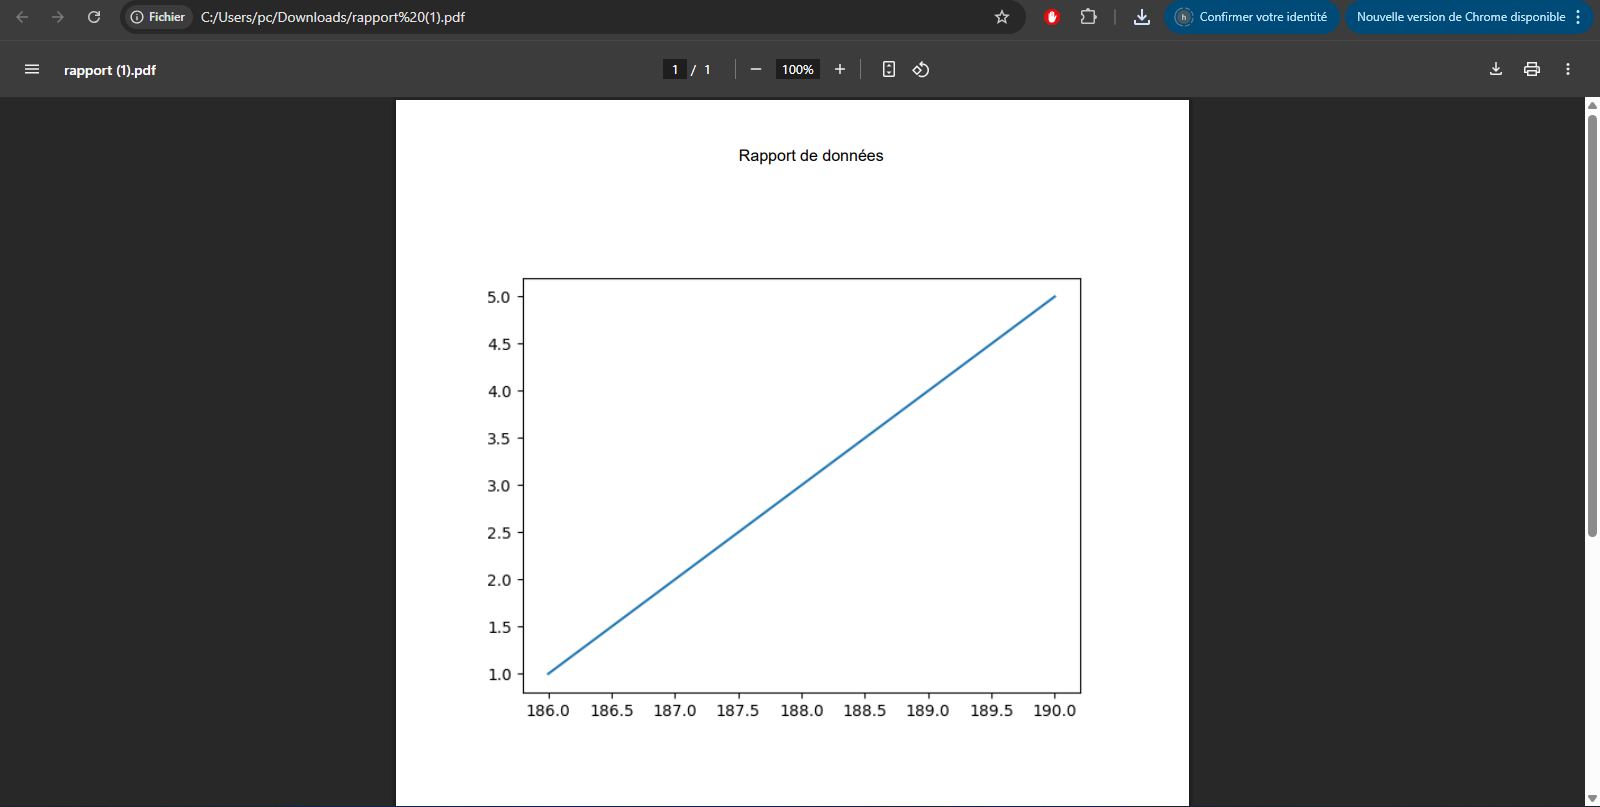 Fichier C:/Users/pc/Downloads/rapport%20(1).pdf h Confirmer votre identité Nouvelle version de Chrome disponible
rapport (1).pdf 1 / 1 100%
Rapport de données
5.0
4.5
4.0
3.5
3.0
2.5
2.0
1.5
1.0
186.0 186.5 187.0 187.5 188.0 188.5 189.0 189.5 190.0